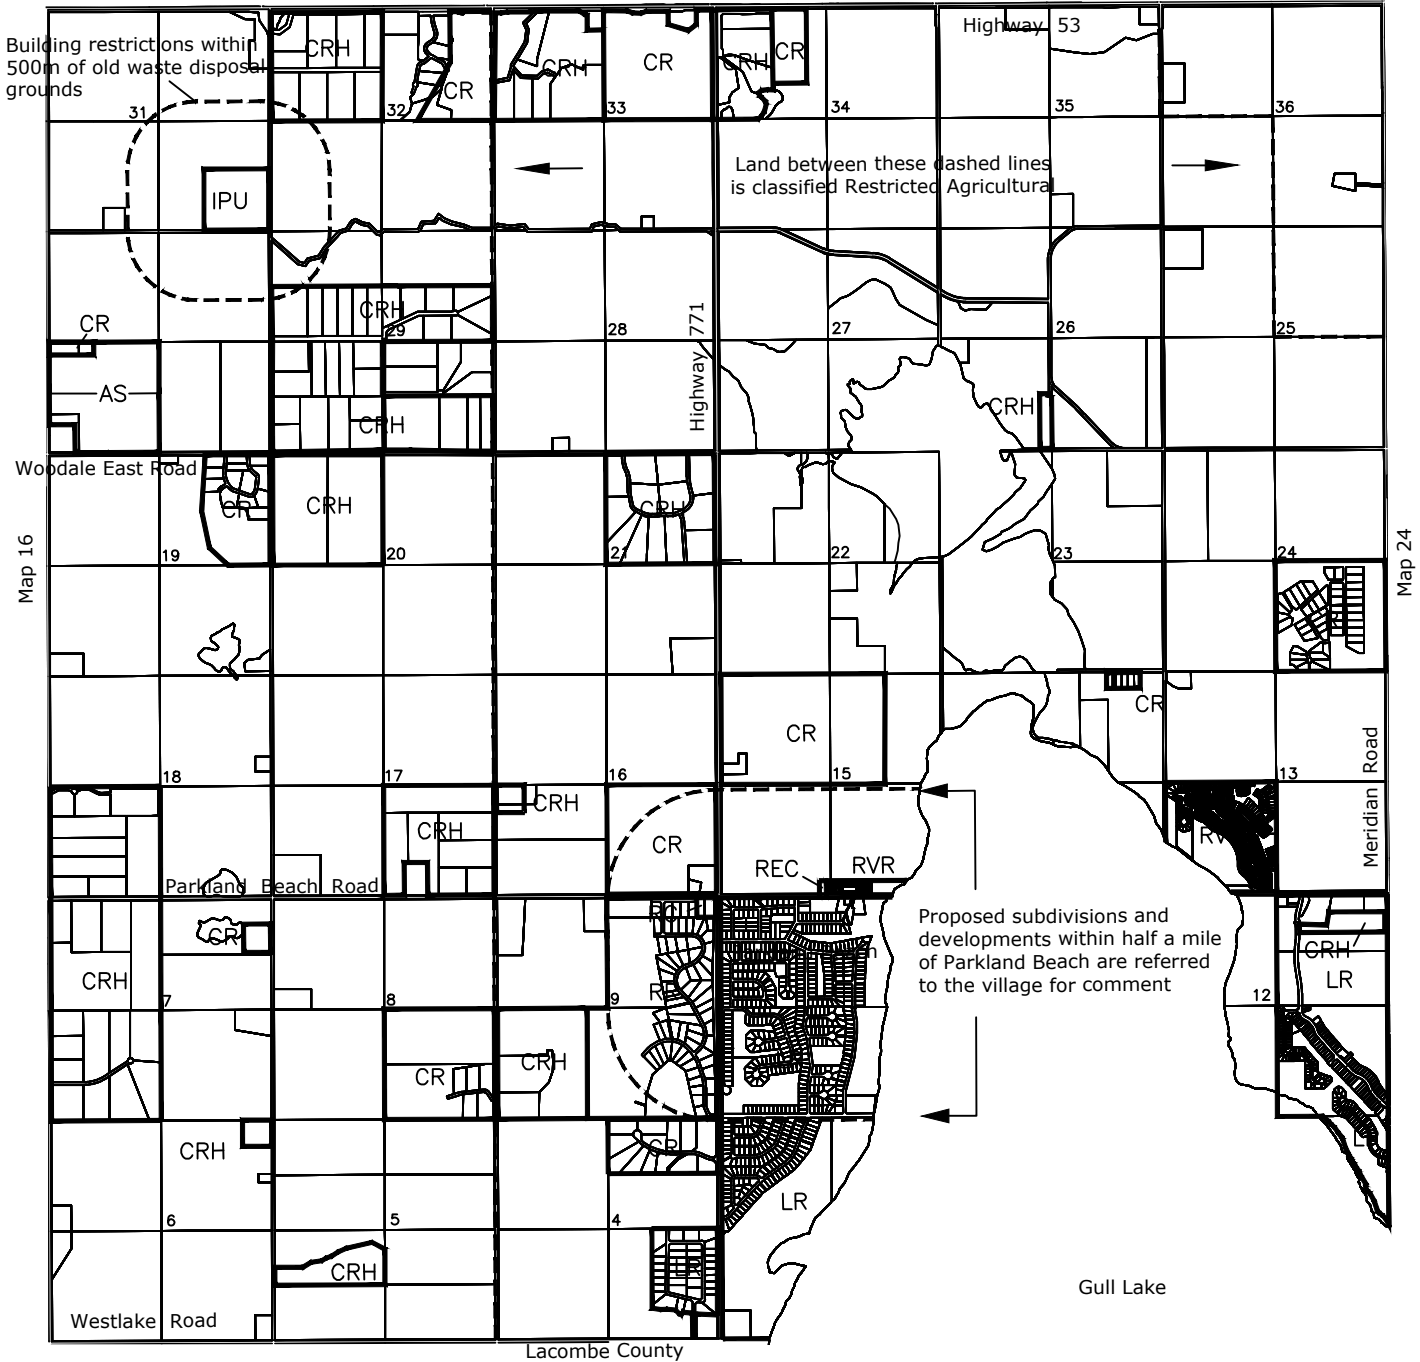 Highway 53
Building restrictions within
500m of old waste disposal
grounds
CRH
CR
CRH
CR
CRH
CR
31
32
33
34
35
36
Land between these dashed lines
is classified Restricted Agricultural
IPU
CR
CRH
29
28
27
26
25
Highway 771
AS
CRH
CRH
Woodale East Road
CR
CRH
CRH
19
20
21
22
23
24
Map 16
Map 24
CR
CR
18
17
16
15
13
Meridian Road
CRH
CRH
CR
REC
RVR
Parkland Beach Road
CR
CRH
Proposed subdivisions and
developments within half a mile
of Parkland Beach are referred
to the village for comment
CRH
LR
7
8
9
12
CR
CRH
CRH
CR
LR
6
5
4
CRH
LR
Gull Lake
Westlake Road
Lacombe County